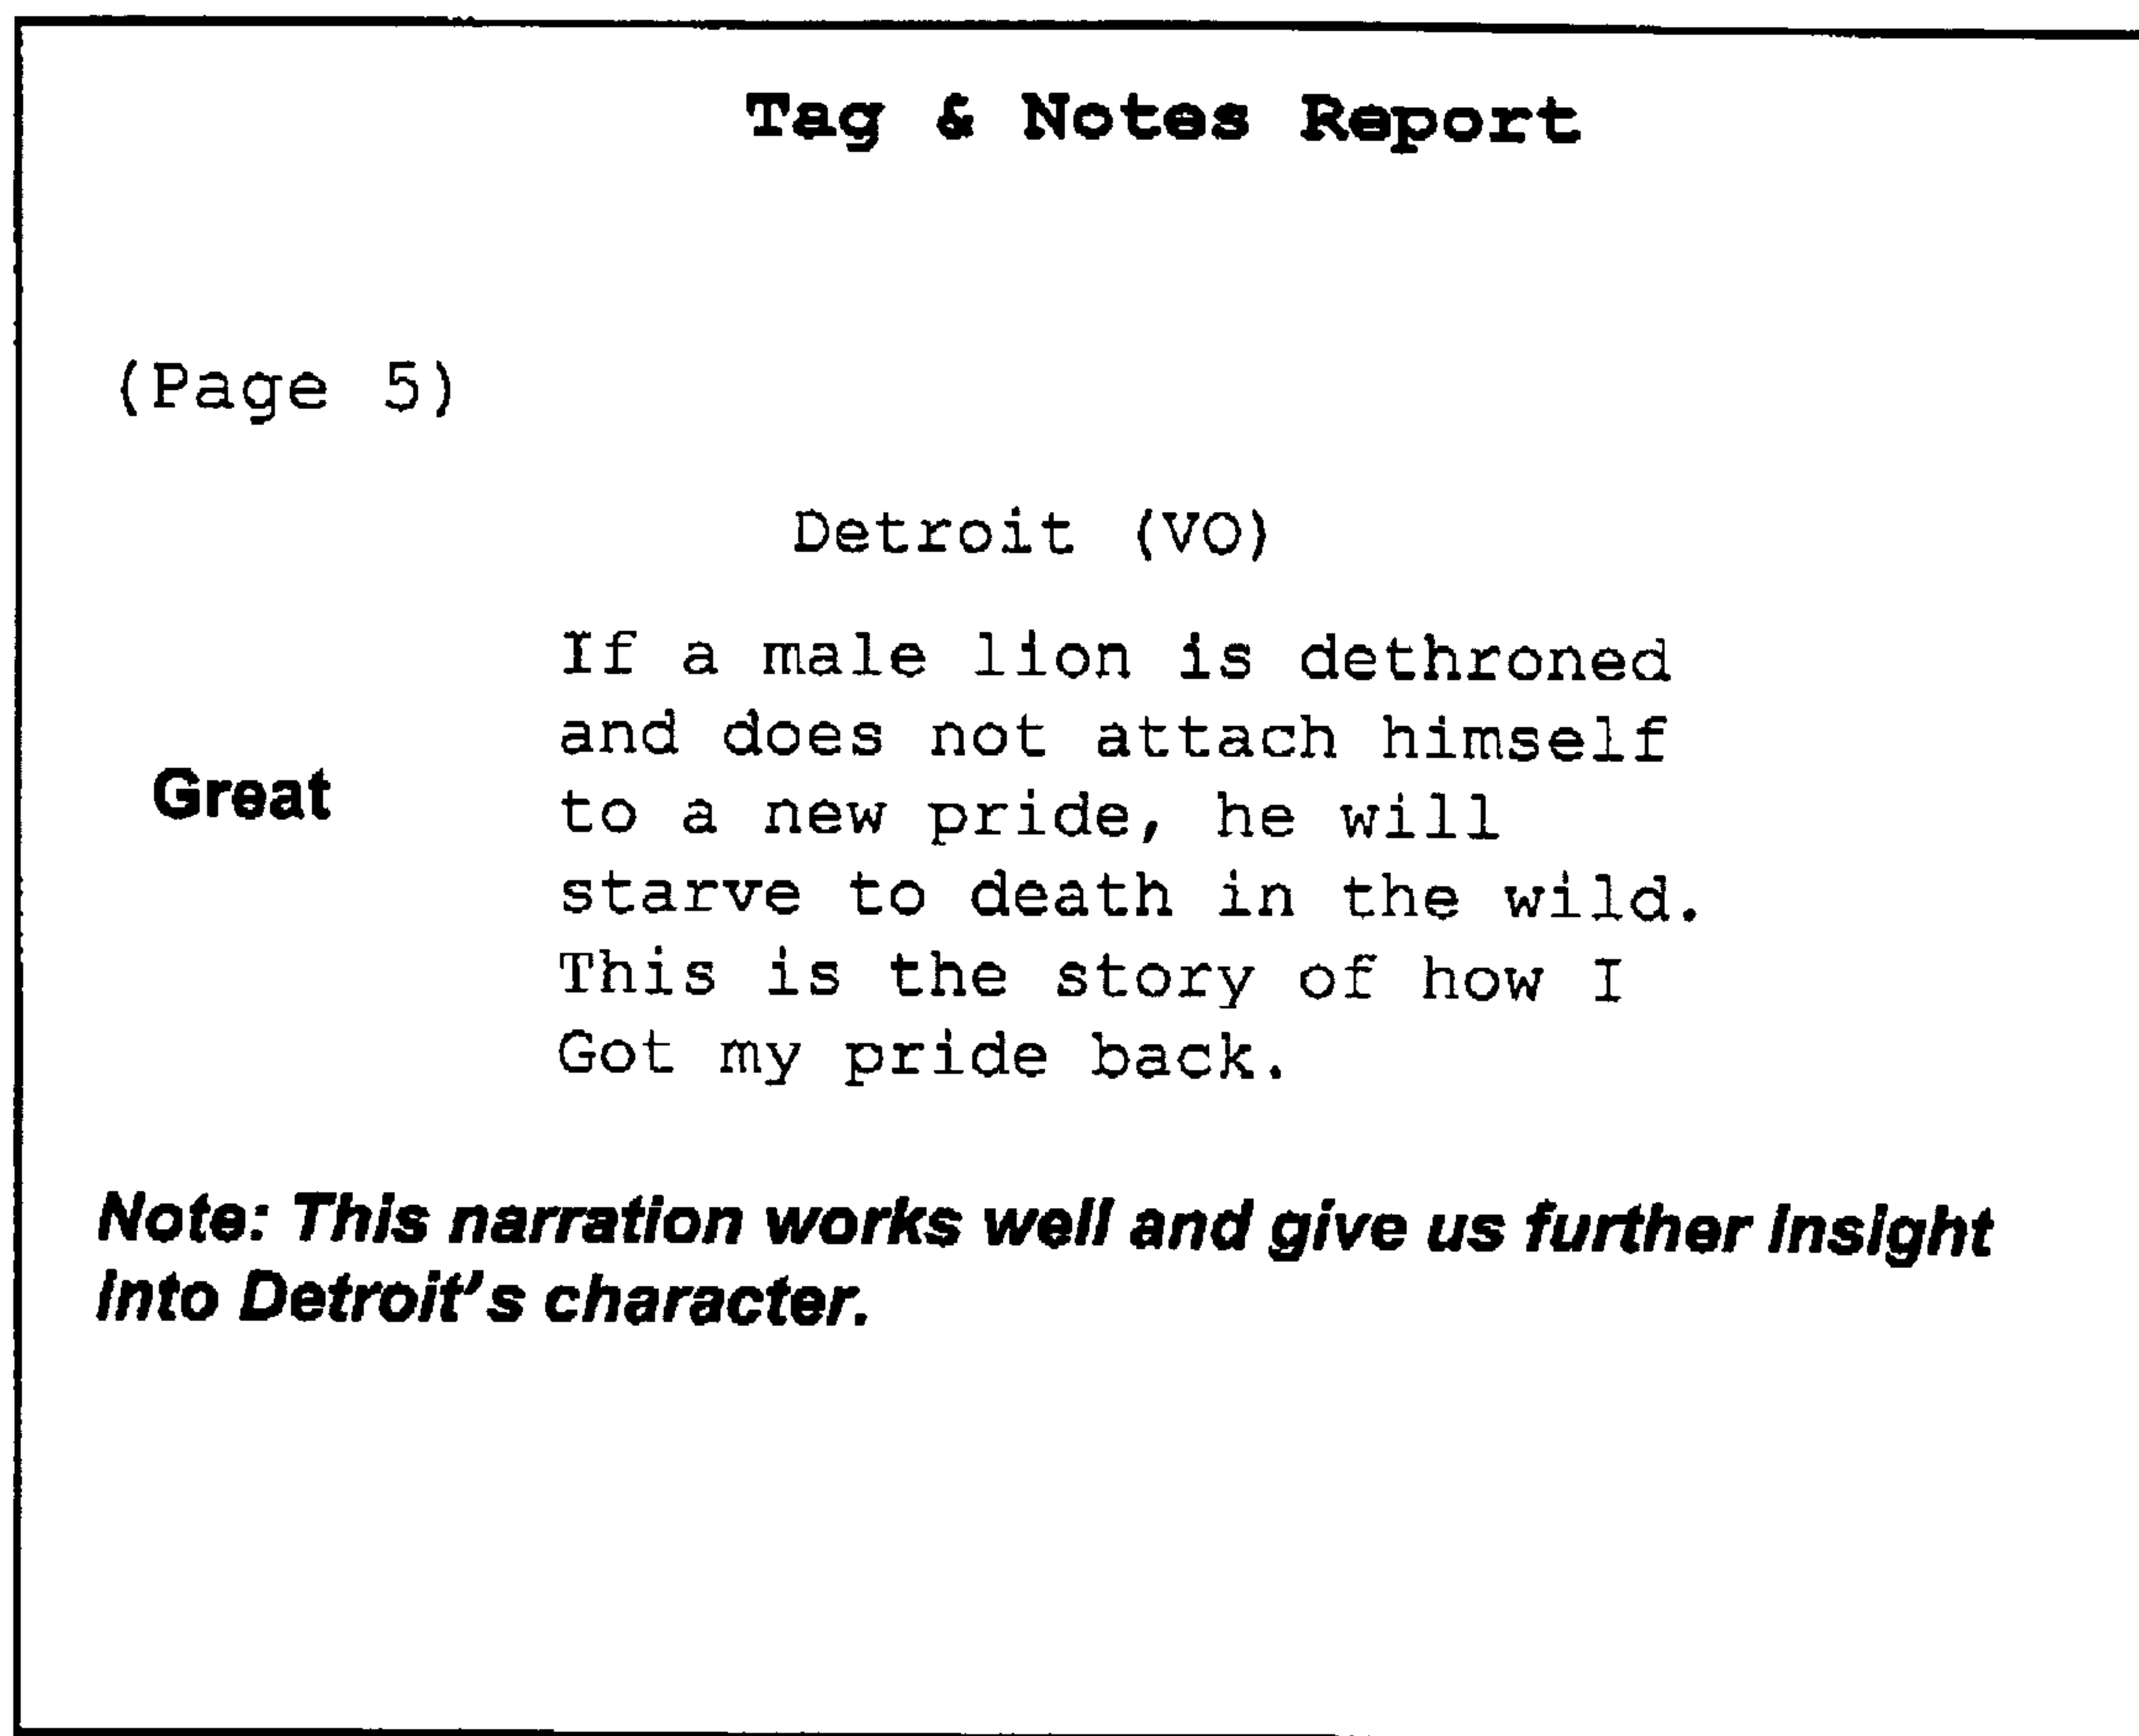 Tag & Notes Report
(Page 5)
Detroit (VO)
If a male lion is dethroned
and does not attach himself
Great
to a new pride, he will
starve to death in the wild.
This is the story of how I
Got my pride back.
Note: This narration works well and give us further insight
into Detroit's character.